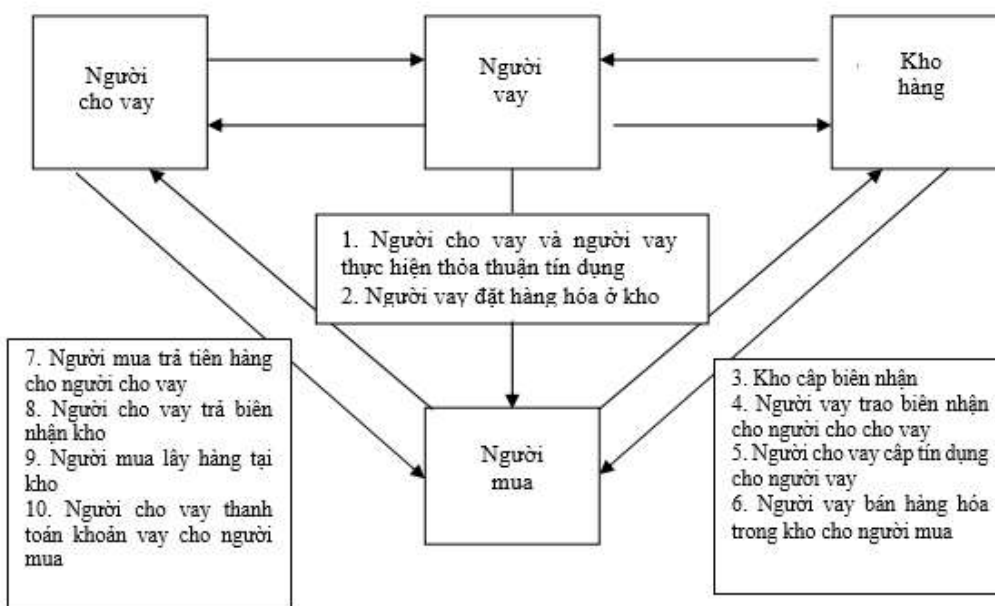 Người
cho vay
Người
vay
Kho
hàng
1. Người cho vay và người vay
thực hiện thỏa thuận tín dụng
2. Người vay đặt hàng hóa ở kho
7. Người mua trả tiên hàng
cho người cho vay
8. Người cho vay trả biên
nhận kho
9. Người mua lây hàng tại
kho
10. Người cho vay thanh
toán khoản vay cho người
mua
Người
mua
3. Kho câp biên nhận
4. Người vay trao biên nhận
cho người cho cho vay
5. Người cho vay câp tín dụng
cho người vay
6. Người vay bán hàng hóa
trong kho cho người mua